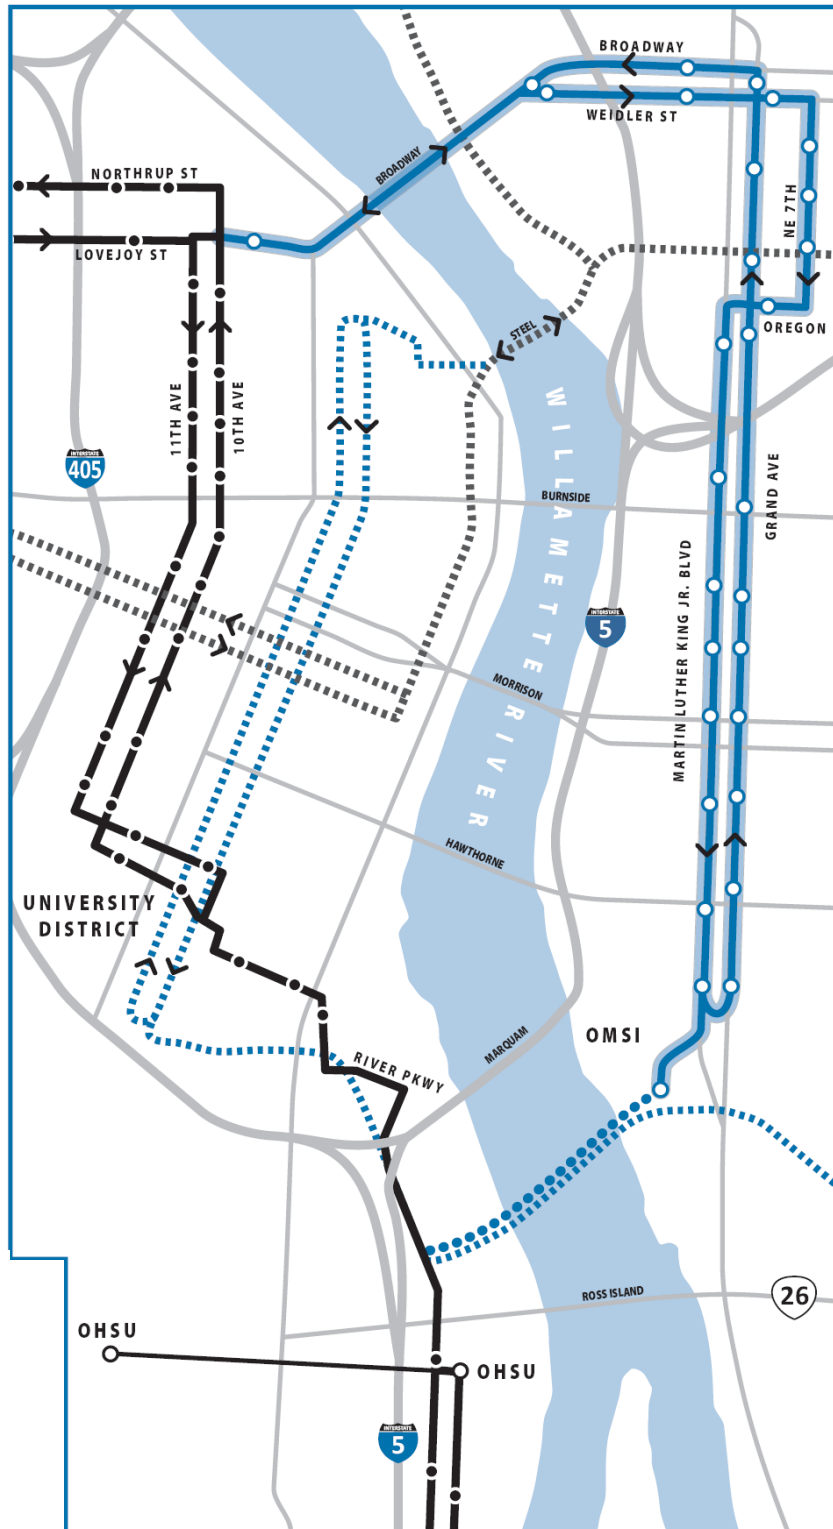 BROADWAY
WEIDLER ST
BROADWAY
NORTHRUP ST
LOVEJOY ST
NE 7TH
OREGON
STEEL
11TH AVE
10TH AVE
INTERSTATE
405
WILLAMETTE RIVER
BURNSIDE
GRAND AVE
MARTIN LUTHER KING JR. BLVD
INTERSTATE
5
MORRISON
HAWTHORNE
UNIVERSITY
DISTRICT
OMSI
MARQUAM
RIVER PKWY
ROSS ISLAND
26
OHSU
OHSU
INTERSTATE
5